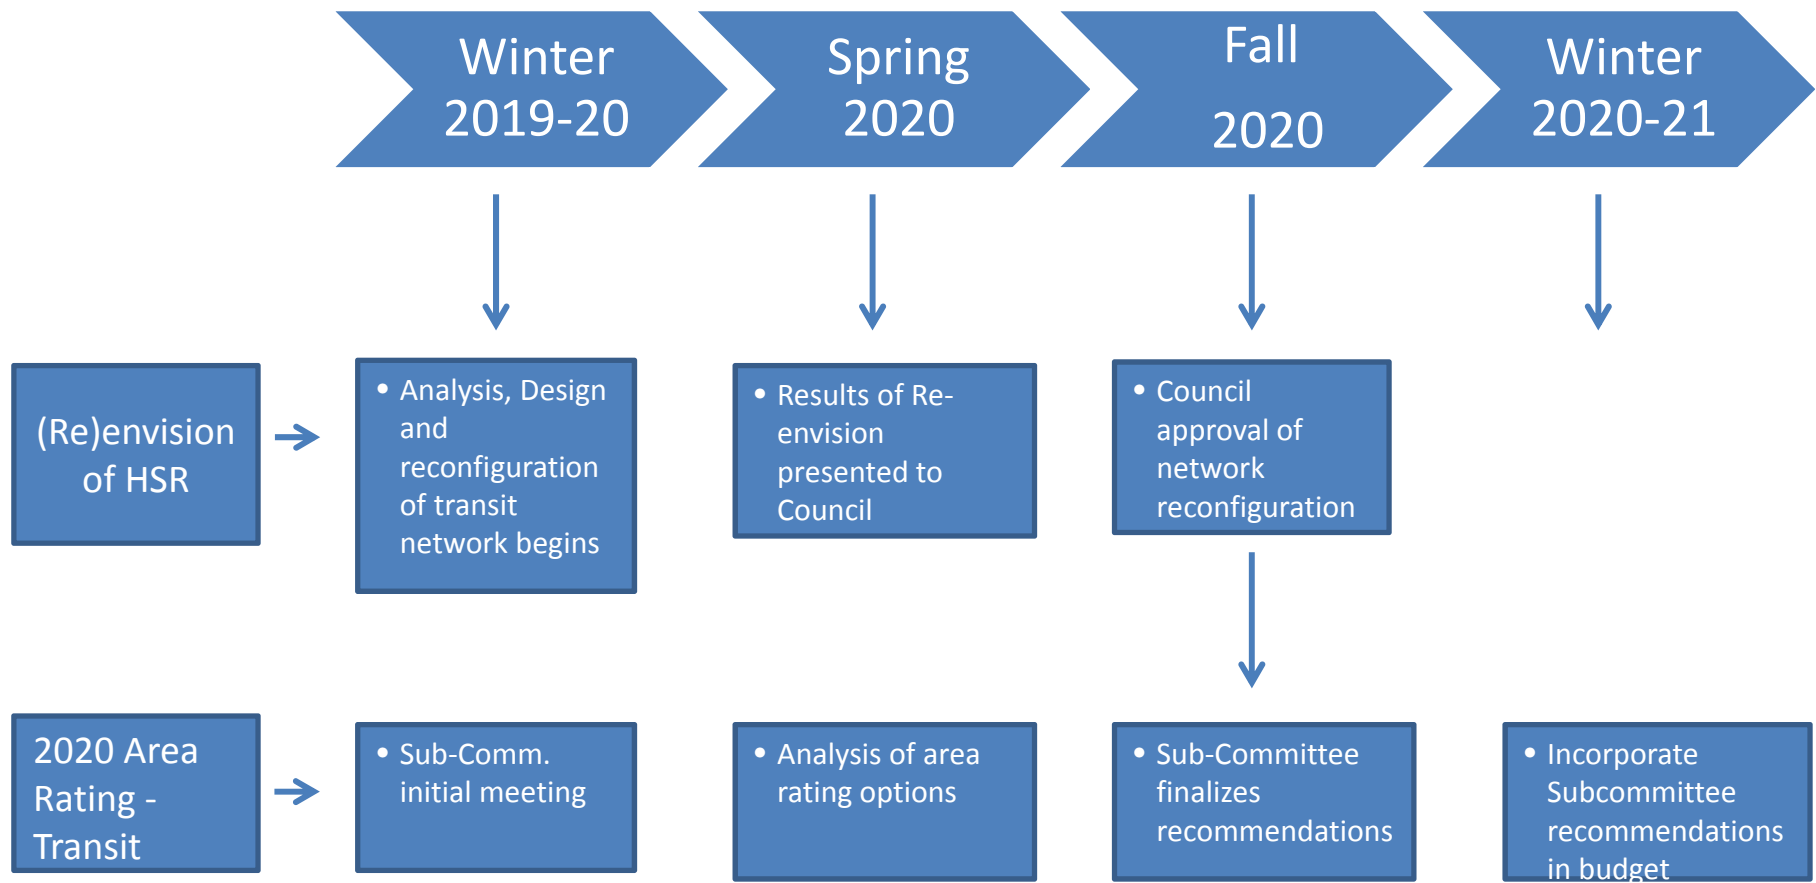 Winter
2019-20
Spring
2020
Fall
2020
Winter
2020-21
(Re)envision
of HSR
• Analysis, Design
and
reconfiguration
of transit
network begins
• Results of Re-
envision
presented to
Council
• Council
approval of
network
reconfiguration
2020 Area
Rating -
Transit
• Sub-Comm.
initial meeting
• Analysis of area
rating options
• Sub-Committee
finalizes
recommendations
• Incorporate
Subcommittee
recommendations
in budget